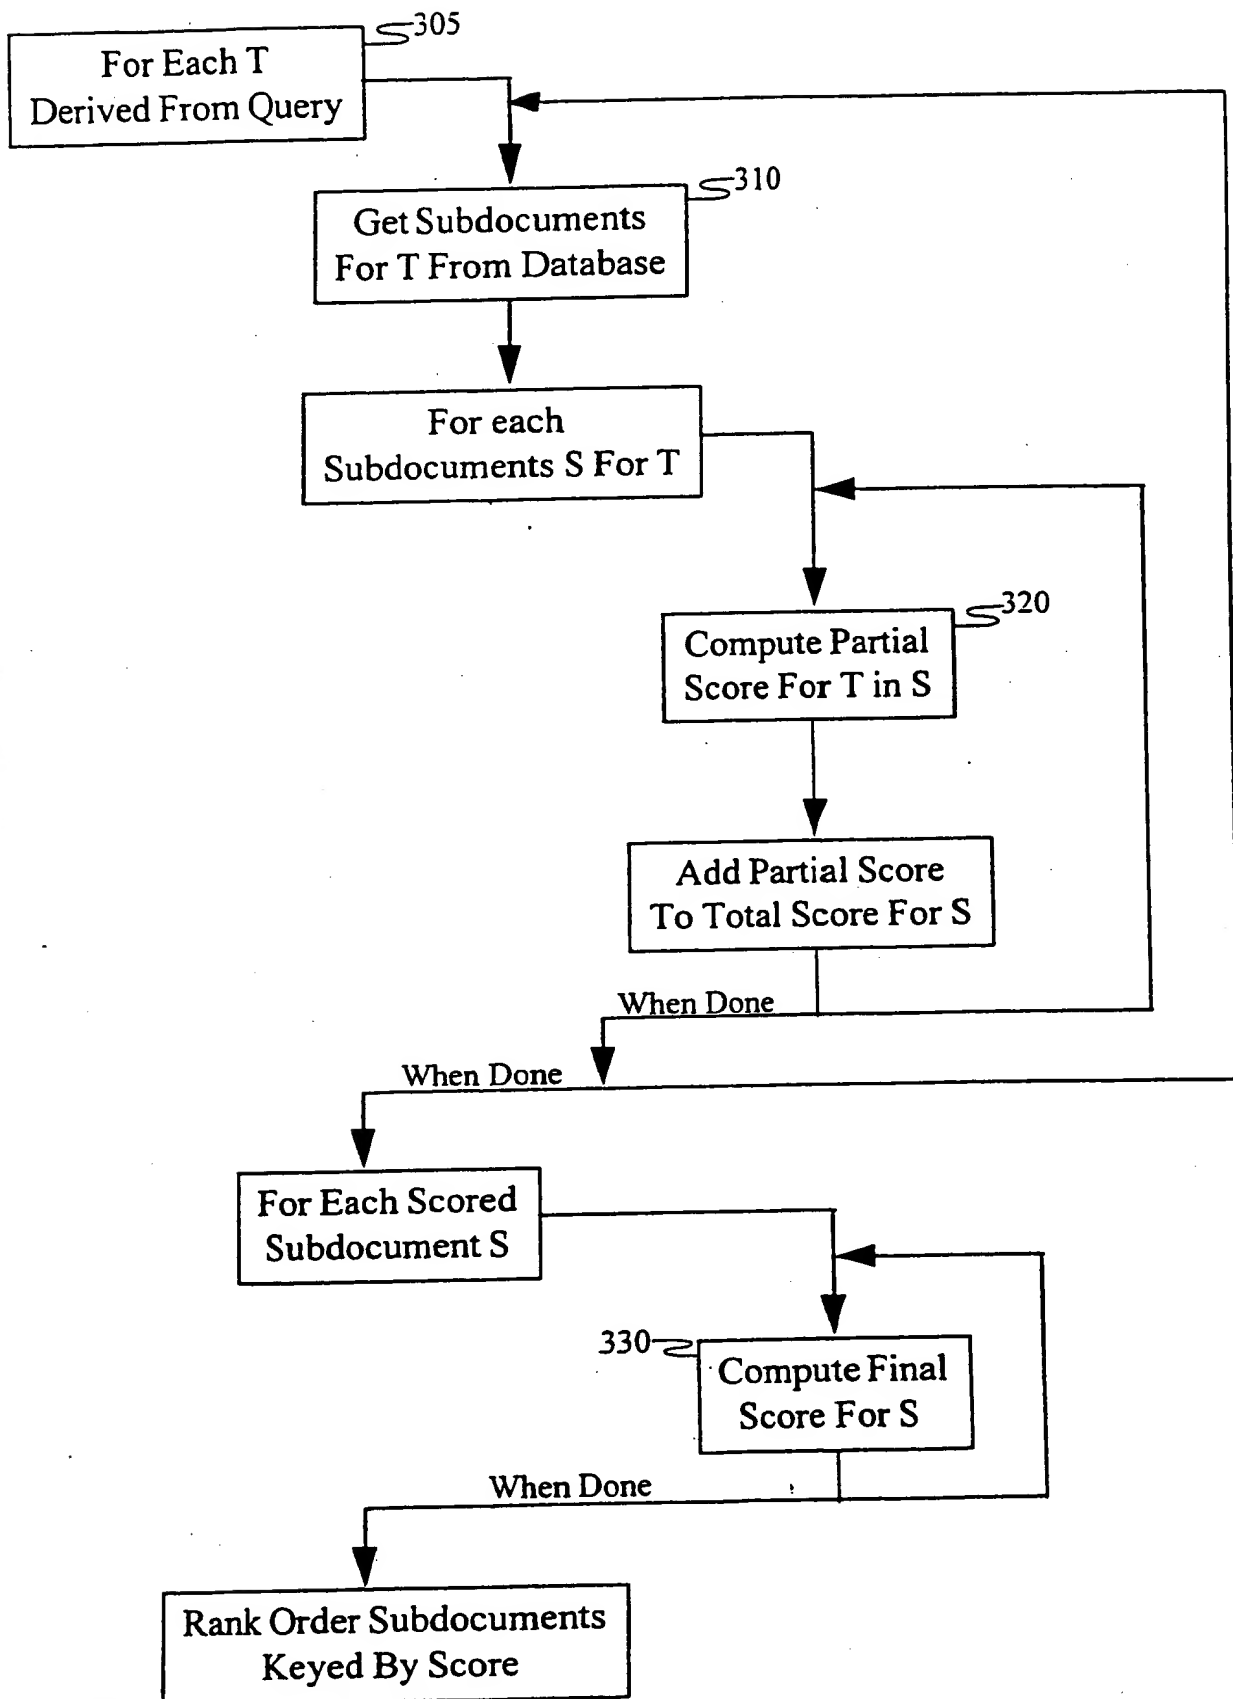 305
For Each T
Derived From Query
310
Get Subdocuments
For T From Database
For each
Subdocuments S For T
320
Compute Partial
Score For T in S
Add Partial Score
To Total Score For S
When Done
When Done
For Each Scored
Subdocument S
330
Compute Final
Score For S
When Done
Rank Order Subdocuments
Keyed By Score